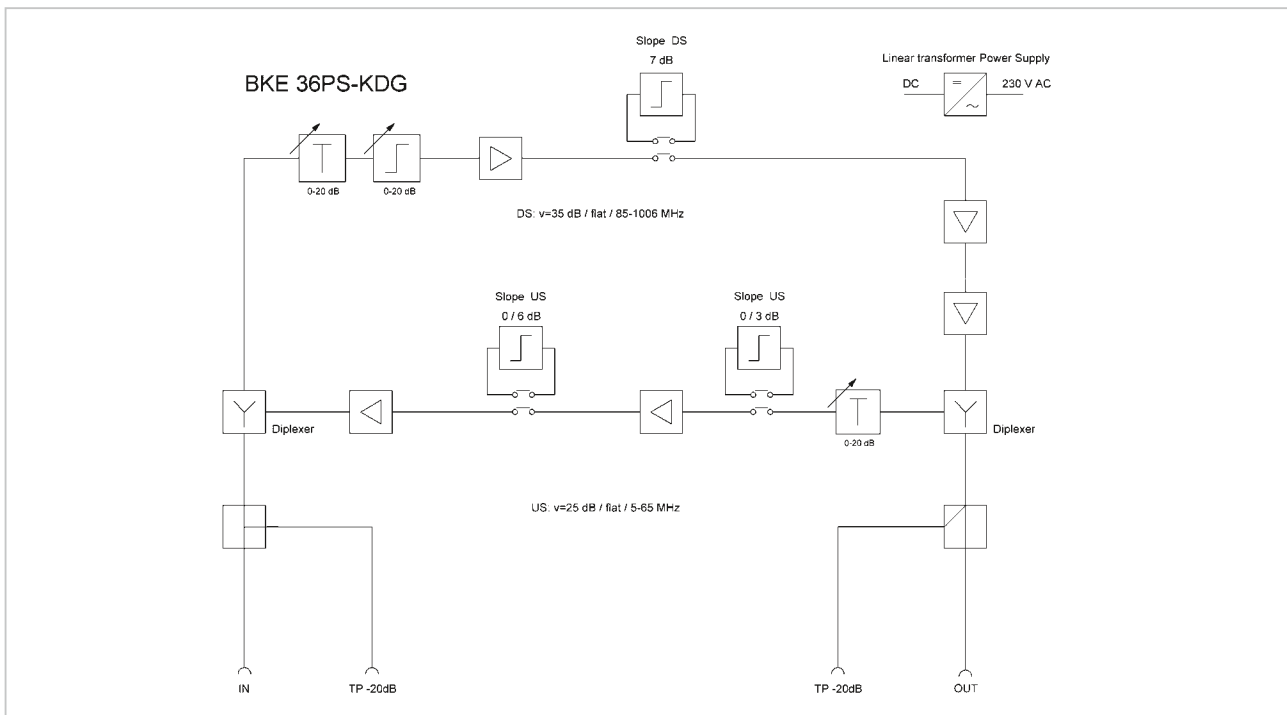 Slope DS
7 dB
Linear transformer Power Supply
DC
230 V AC
BKE 36PS-KDG
0-20 dB
0-20 dB
DS: v=35 dB / flat / 85-1006 MHz
Slope US
0 / 6 dB
Slope US
0 / 3 dB
Diplexer
0-20 dB
Diplexer
US: v=25 dB / flat / 5-65 MHz
IN
TP -20dB
TP -20dB
OUT